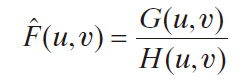 F̂(u,v) = G(u,v) / H(u,v)